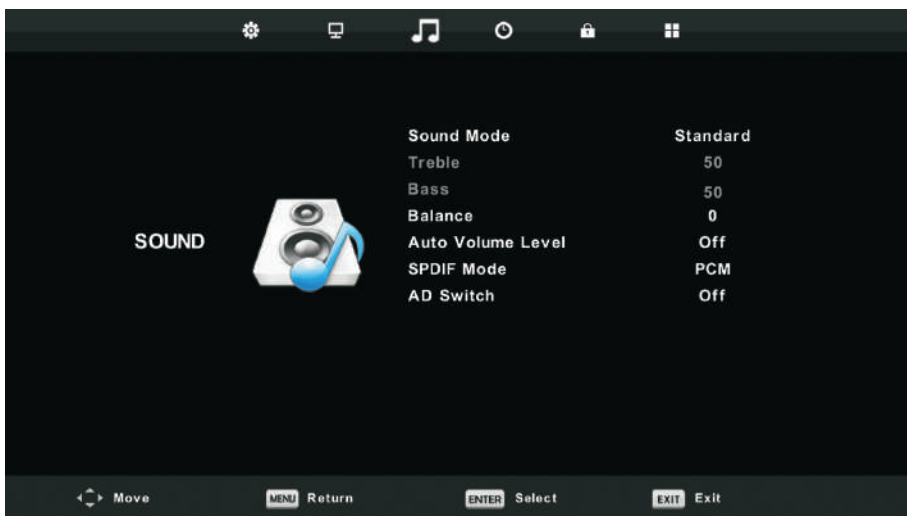 Sound Mode Standard
Treble 50
Bass 50
Balance 0
SOUND
Auto Volume Level Off
SPDIF Mode PCM
AD Switch Off
Move MENU Return ENTER Select EXIT Exit